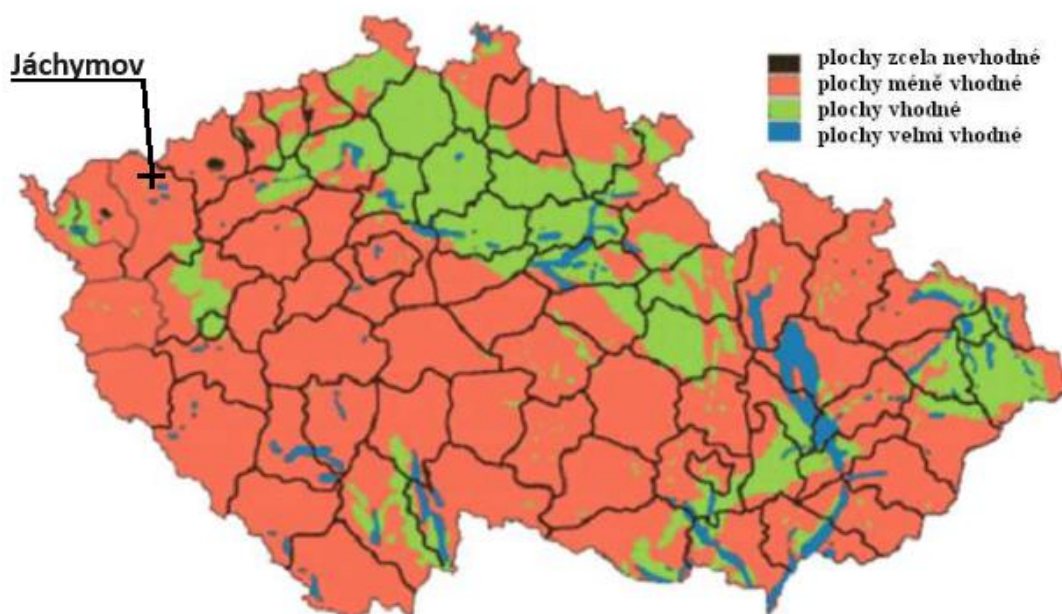 Jáchymov
plochy zcela nevhodné
plochy méně vhodné
plochy vhodné
plochy velmi vhodné